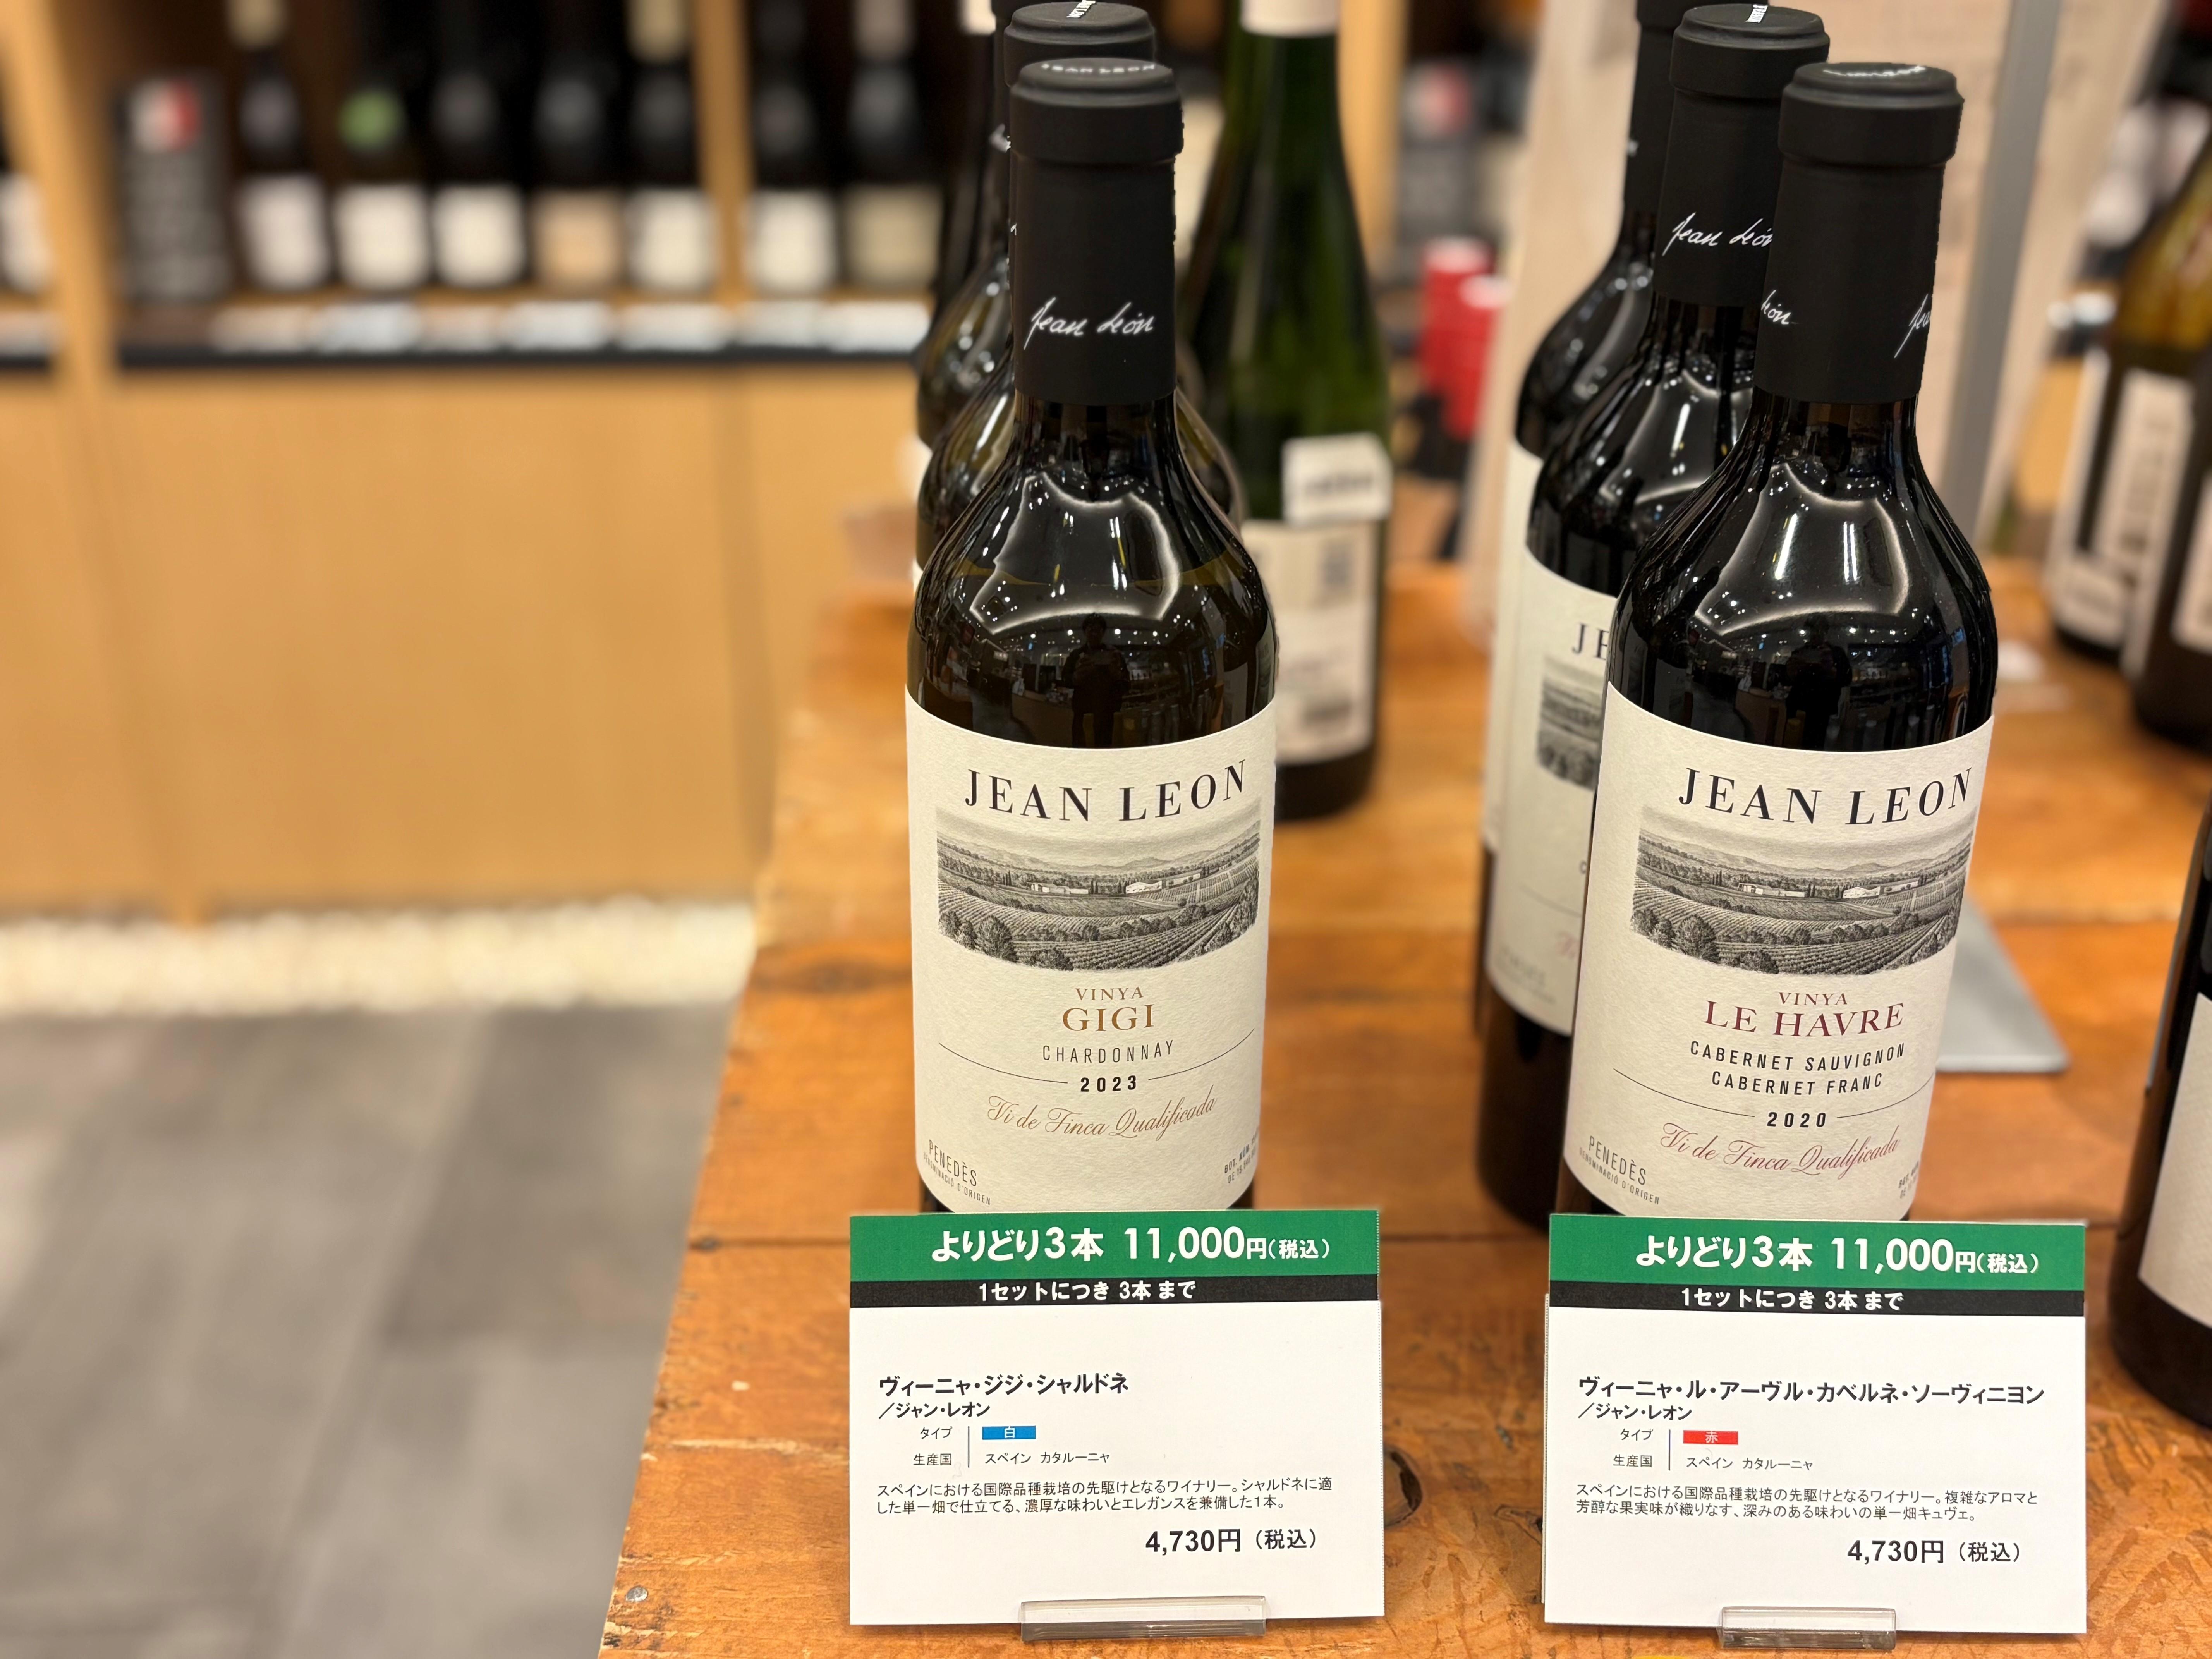 JEAN LEON
Jean León
JEAN LEON
VINYA
GIGI
CHARDONNAY
2023
Vi de Finca Qualificada
PENEDÈS
DENOMINACIÓ D'ORIGEN
よりどり3本 11,000円(税込)
1セットにつき 3本 まで
ヴィーニャ・ジジ・シャルドネ
／ジャン・レオン
タイプ 白
生産国 スペイン カタルーニャ
スペインにおける国際品種栽培の先駆けとなるワイナリー。シャルドネに適
した単一畑で仕立てる、濃厚な味わいとエレガンスを兼備した1本。
4,730円（税込）
Jean León
JEAN LEON
VINYA
LE HAVRE
CABERNET SAUVIGNON
CABERNET FRANC
2020
Vi de Finca Qualificada
PENEDÈS
DENOMINACIÓ D'ORIGEN
よりどり3本 11,000円(税込)
1セットにつき 3本 まで
ヴィーニャ・ル・アーヴル・カベルネ・ソーヴィニヨン
／ジャン・レオン
タイプ 赤
生産国 スペイン カタルーニャ
スペインにおける国際品種栽培の先駆けとなるワイナリー。複雑なアロマと
芳醇な果実味が織りなす、深みのある味わいの単一畑キュヴェ。
4,730円（税込）